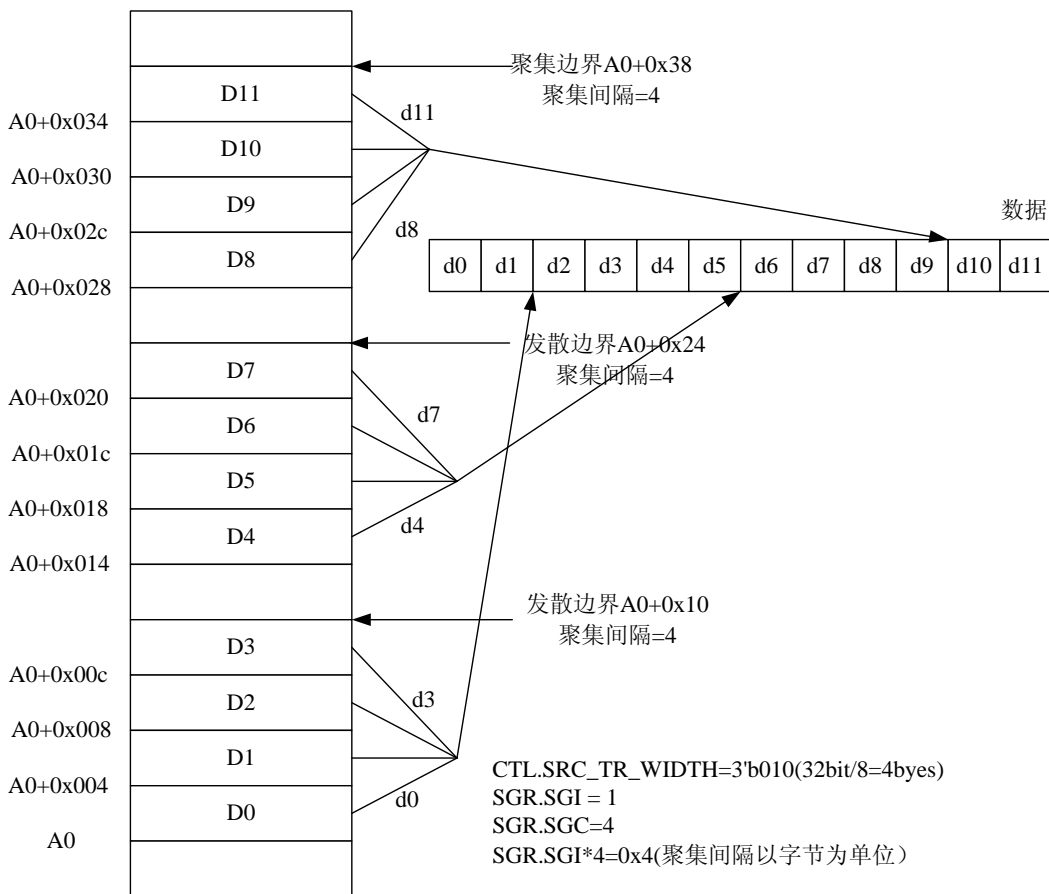 聚集边界A0+0x38
聚集间隔=4
D11
d11
A0+0x034
D10
A0+0x030
D9
A0+0x02c
d8
D8
A0+0x028
数据
d0 d1 d2 d3 d4 d5 d6 d7 d8 d9 d10 d11
发散边界A0+0x24
聚集间隔=4
D7
A0+0x020
d7
D6
A0+0x01c
D5
A0+0x018
d4
D4
A0+0x014
发散边界A0+0x10
聚集间隔=4
D3
A0+0x00c
d3
D2
A0+0x008
D1
A0+0x004
d0
D0
A0
CTL.SRC_TR_WIDTH=3'b010(32bit/8=4byes)
SGR.SGI = 1
SGR.SGC=4
SGR.SGI*4=0x4(聚集间隔以字节为单位）